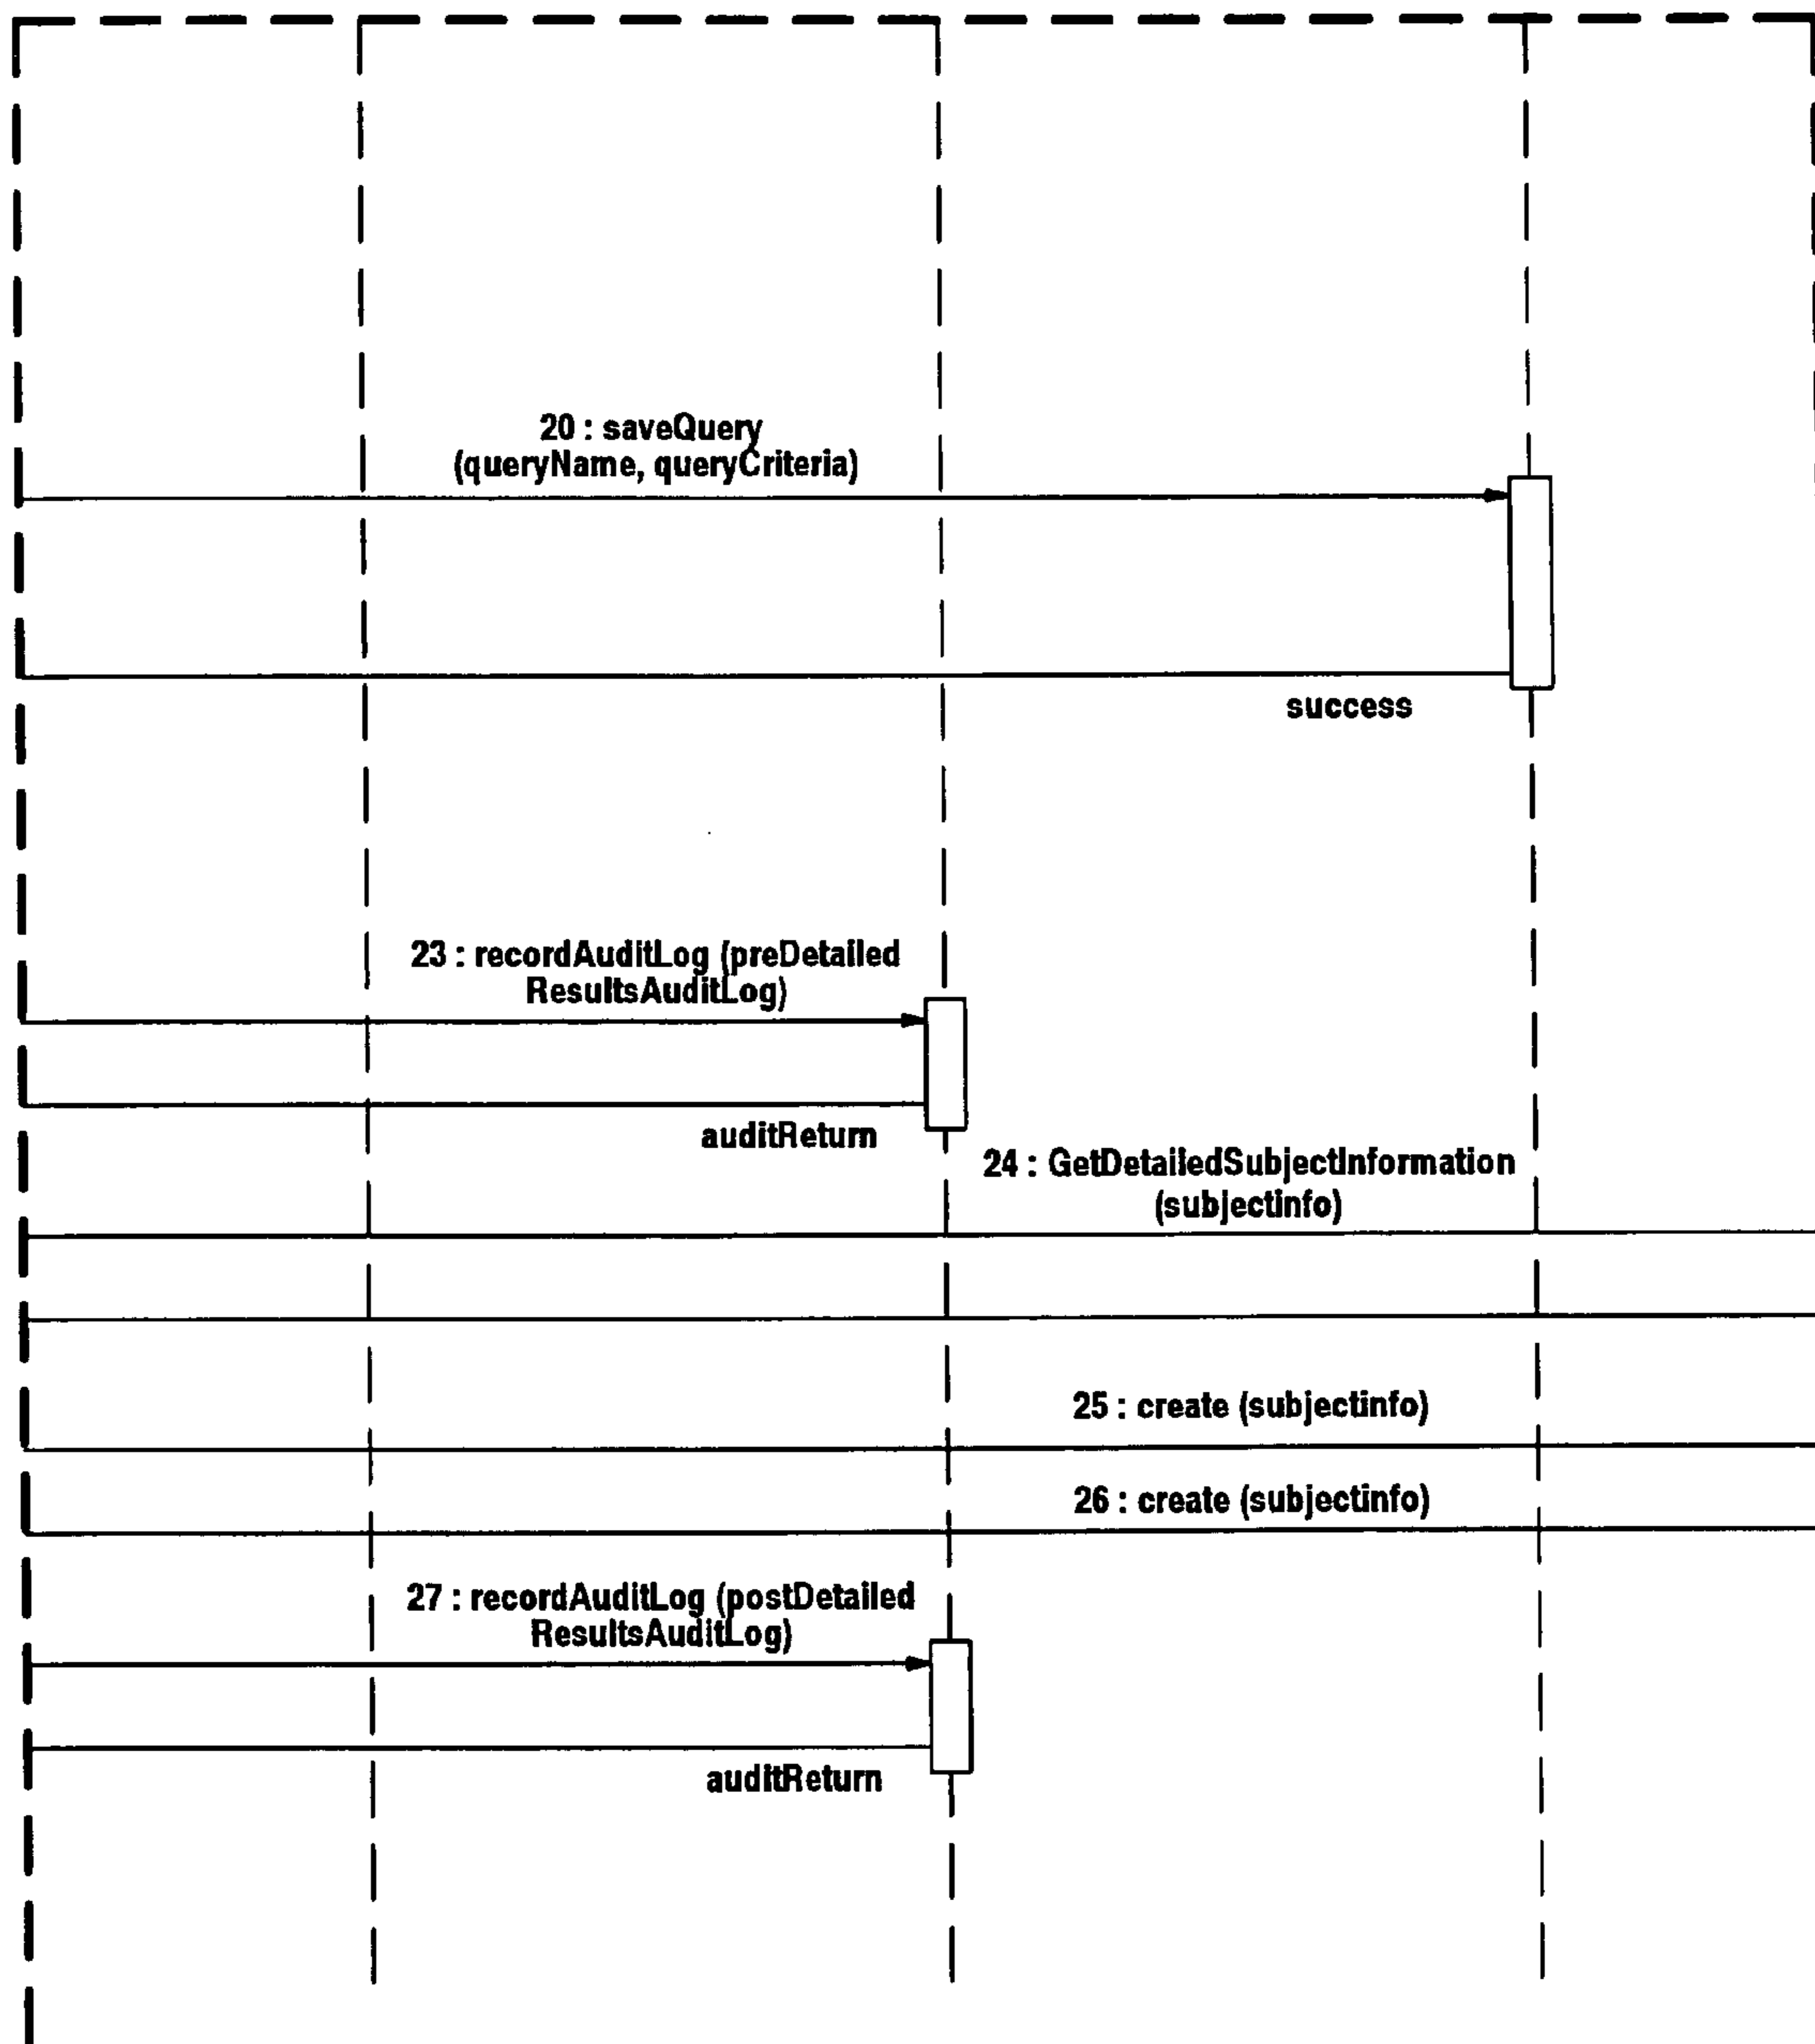 20 : saveQuery
(queryName, queryCriteria)
success
23 : recordAuditLog (preDetailed
ResultsAuditLog)
auditReturn
24 : GetDetailedSubjectInformation
(subjectinfo)
25 : create (subjectinfo)
26 : create (subjectinfo)
27 : recordAuditLog (postDetailed
ResultsAuditLog)
auditReturn